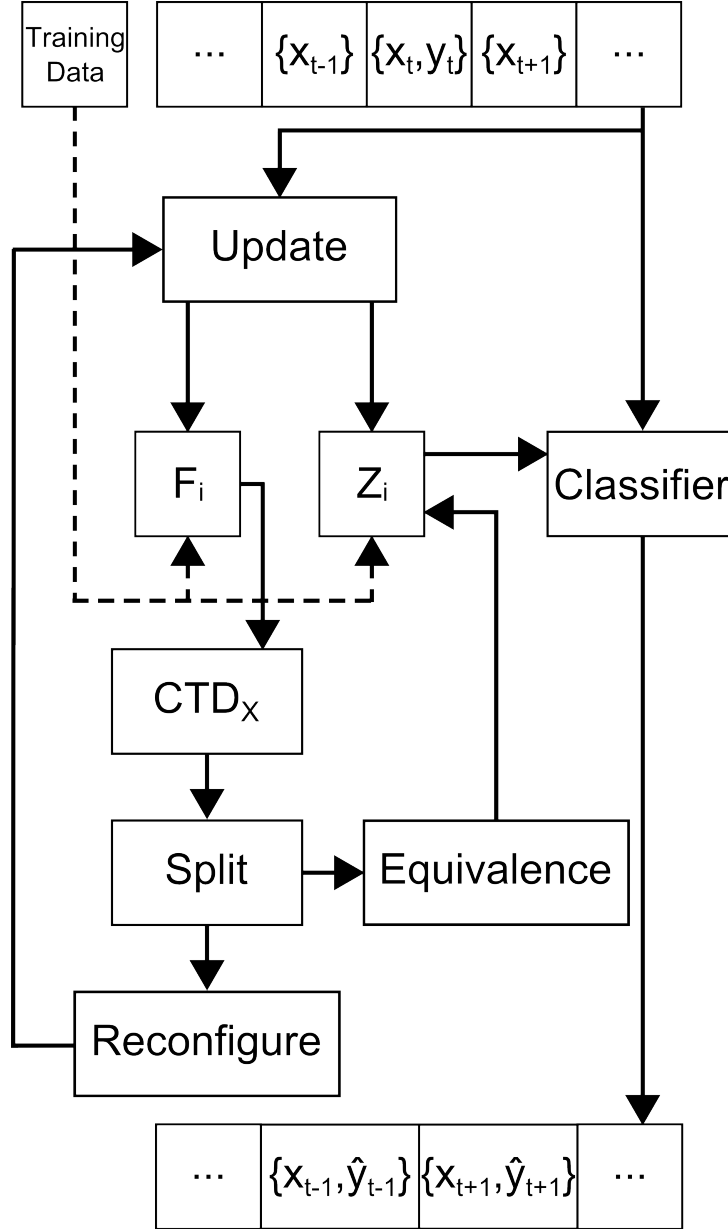 Training
Data
... {xₜ₋₁} {xₜ,yₜ} {xₜ₊₁} ...
Update
Fᵢ Zᵢ Classifier
CTD_X
Split Equivalence
Reconfigure
... {xₜ₋₁,ŷₜ₋₁} {xₜ₊₁,ŷₜ₊₁} ...